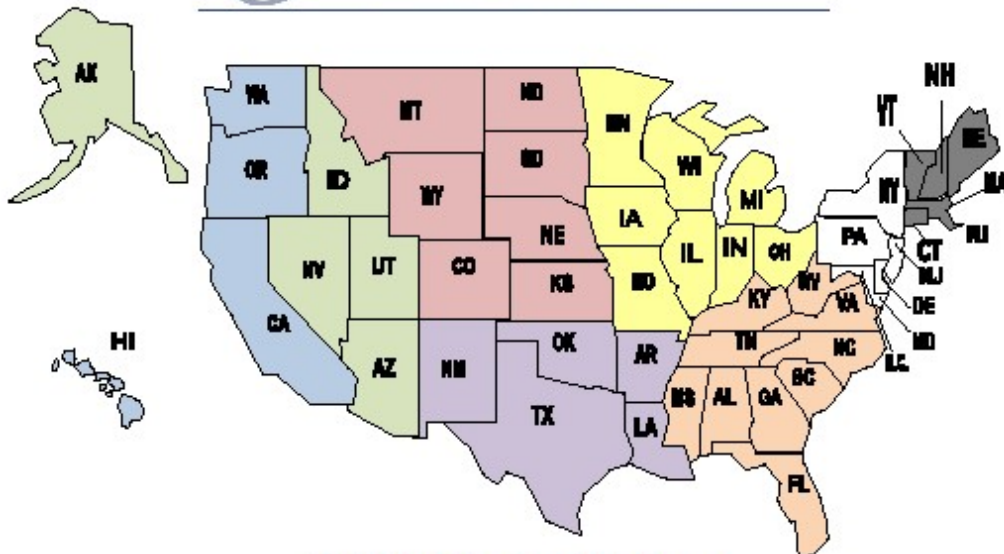 AK
WA
MT
ND
MN
VT
NH
ME
OR
ID
WY
SD
WI
MI
NY
MA
RI
NV
UT
CO
NE
IA
IL
IN
OH
PA
CT
NJ
CA
KS
MO
KY
WV
VA
DE
MD
HI
AZ
NM
OK
AR
TN
NC
SC
D.C.
TX
LA
MS
AL
GA
FL